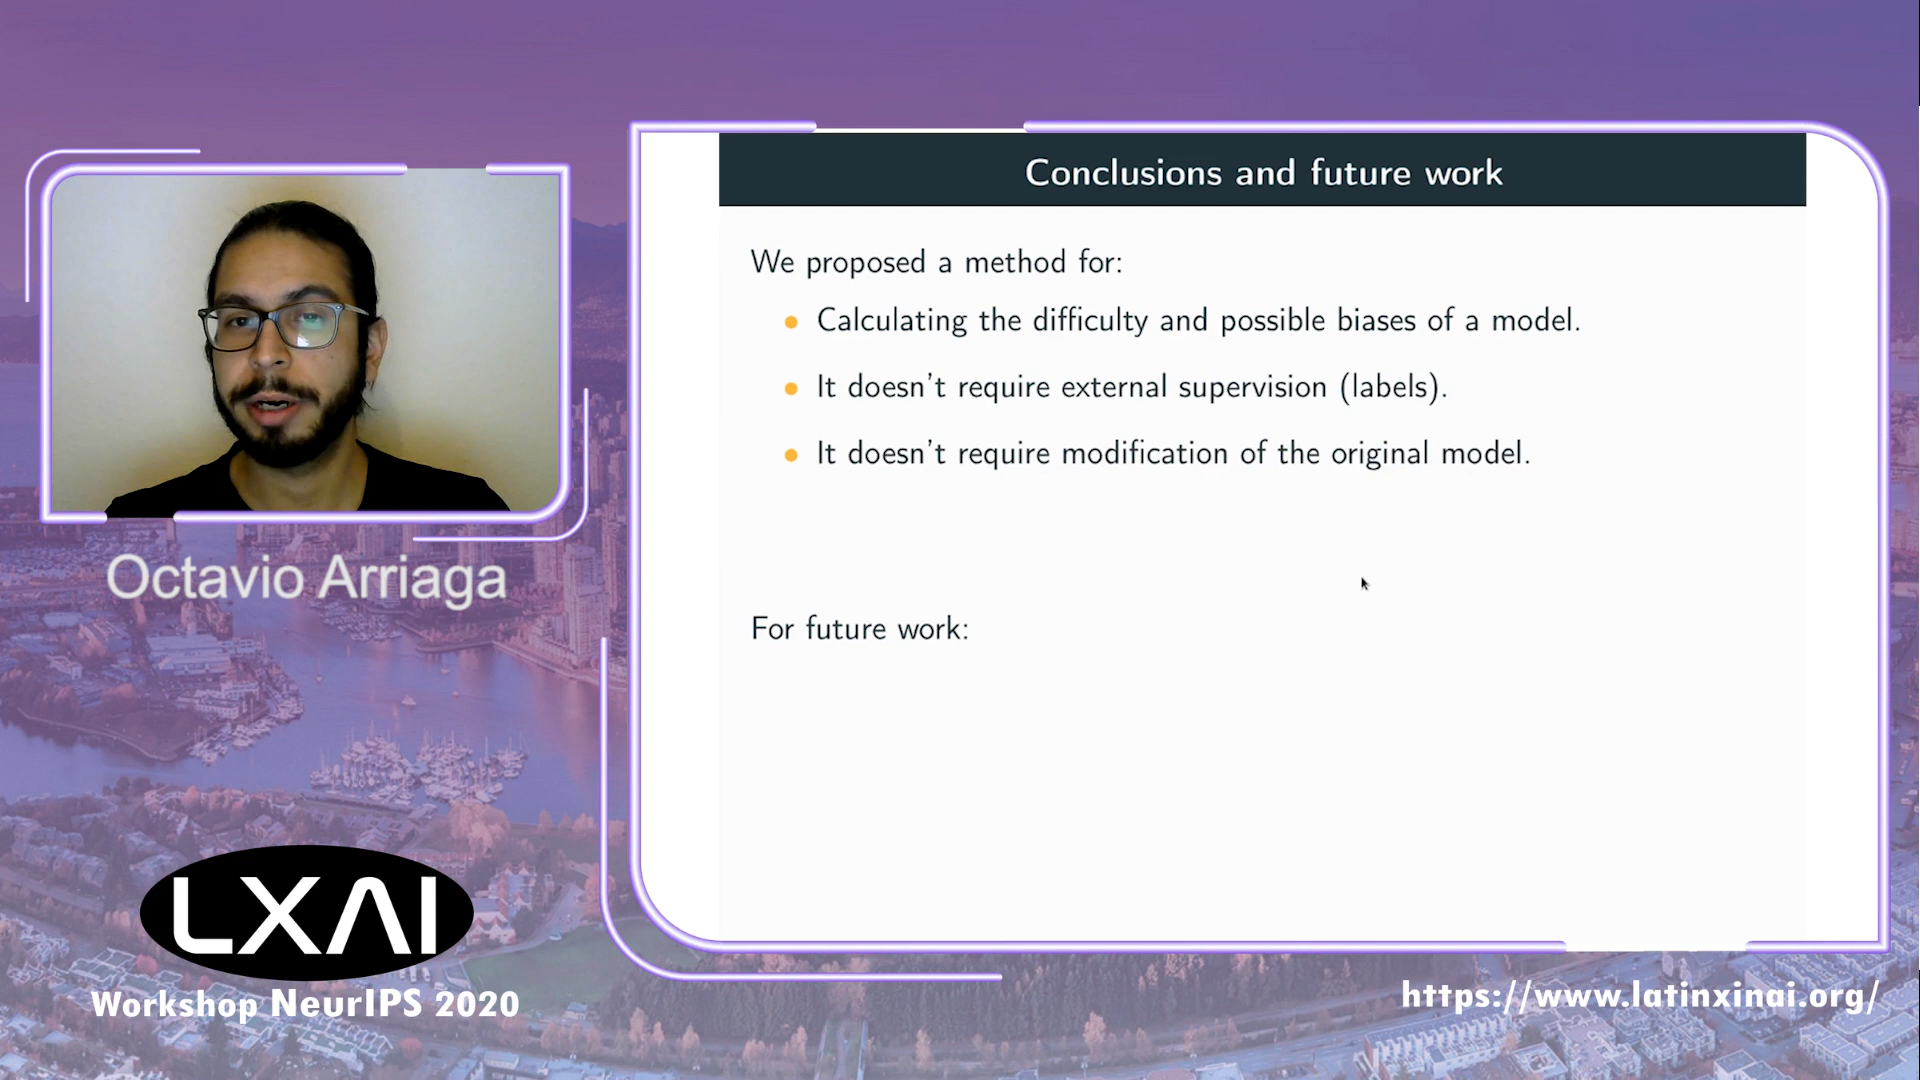 Conclusions and future work
We proposed a method for:
Calculating the difficulty and possible biases of a model.
It doesn't require external supervision (labels).
It doesn't require modification of the original model.
For future work:
Octavio Arriaga
LXAI
Workshop NeurIPS 2020
https://www.latinxinai.org/